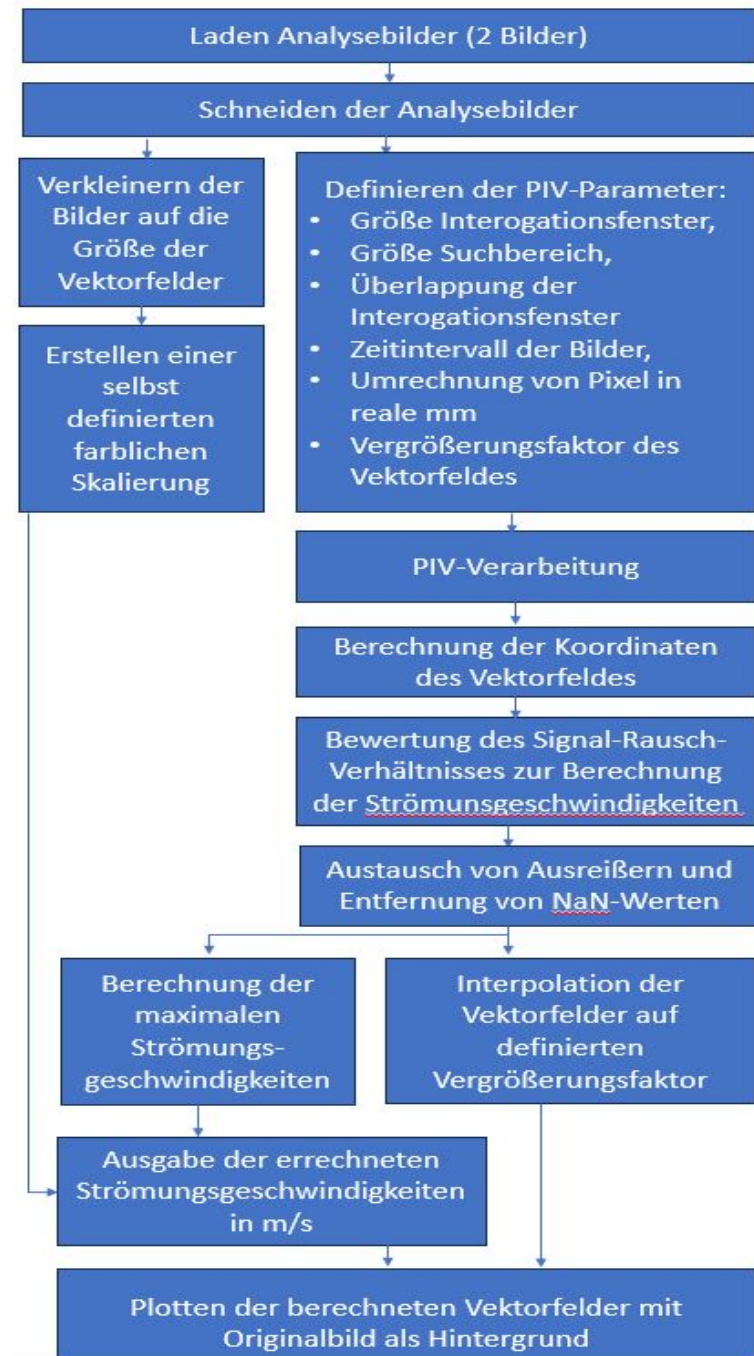 Laden Analysebilder (2 Bilder)
Schneiden der Analysebilder
Verkleinern der
Bilder auf die
Größe der
Vektorfelder
Erstellen einer
selbst
definierten
farblichen
Skalierung
Definieren der PIV-Parameter:
• Größe Interogationsfenster,
• Größe Suchbereich,
• Überlappung der
Interogationsfenster
• Zeitintervall der Bilder,
• Umrechnung von Pixel in
reale mm
• Vergrößerungsfaktor des
Vektorfeldes
PIV-Verarbeitung
Berechnung der Koordinaten
des Vektorfeldes
Bewertung des Signal-Rausch-
Verhältnisses zur Berechnung
der Strömunsgeschwindigkeiten
Austausch von Ausreißern und
Entfernung von NaN-Werten
Berechnung der
maximalen
Strömungs-
geschwindigkeiten
Interpolation der
Vektorfelder auf
definierten
Vergrößerungsfaktor
Ausgabe der errechneten
Strömungsgeschwindigkeiten
in m/s
Plotten der berechneten Vektorfelder mit
Originalbild als Hintergrund